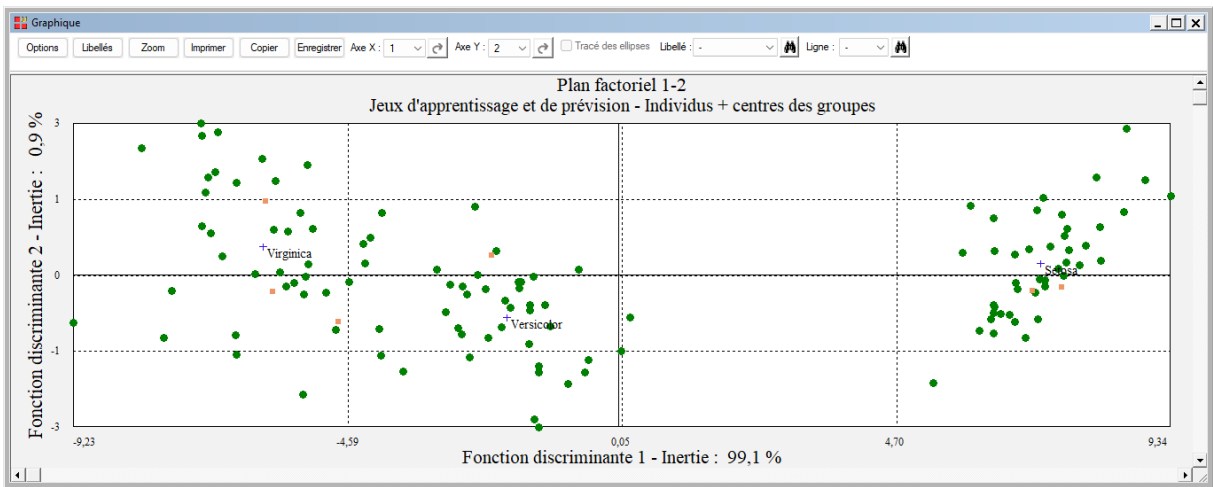 Graphique
Options Libellés Zoom Imprimer Copier Enregistrer Axe X : 1 Axe Y : 2 Tracé des ellipses Libellé : - Ligne : -
Plan factoriel 1-2
Jeux d'apprentissage et de prévision - Individus + centres des groupes
Fonction discriminante 2 - Inertie : 0,9 %
3
1
0
-1
-3
Virginica
Setosa
Versicolor
-9,23 -4,59 0,05 4,70 9,34
Fonction discriminante 1 - Inertie : 99,1 %